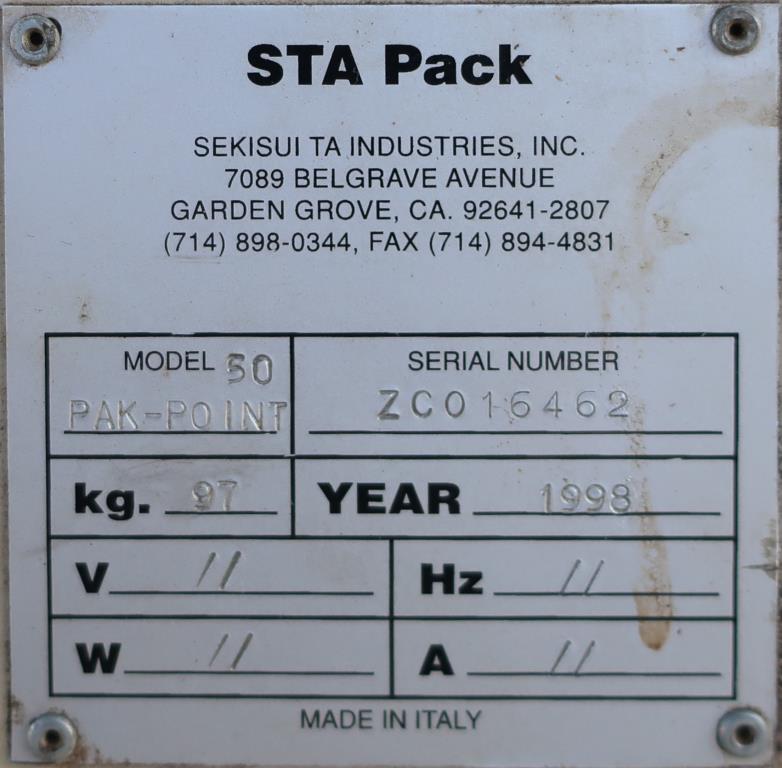 STA Pack
SEKISUI TA INDUSTRIES, INC.
7089 BELGRAVE AVENUE
GARDEN GROVE, CA. 92641-2807
(714) 898-0344, FAX (714) 894-4831
MODEL 50
PAK-POINT
SERIAL NUMBER
ZC016462
kg. 97
YEAR 1998
V //
Hz //
W //
A //
MADE IN ITALY